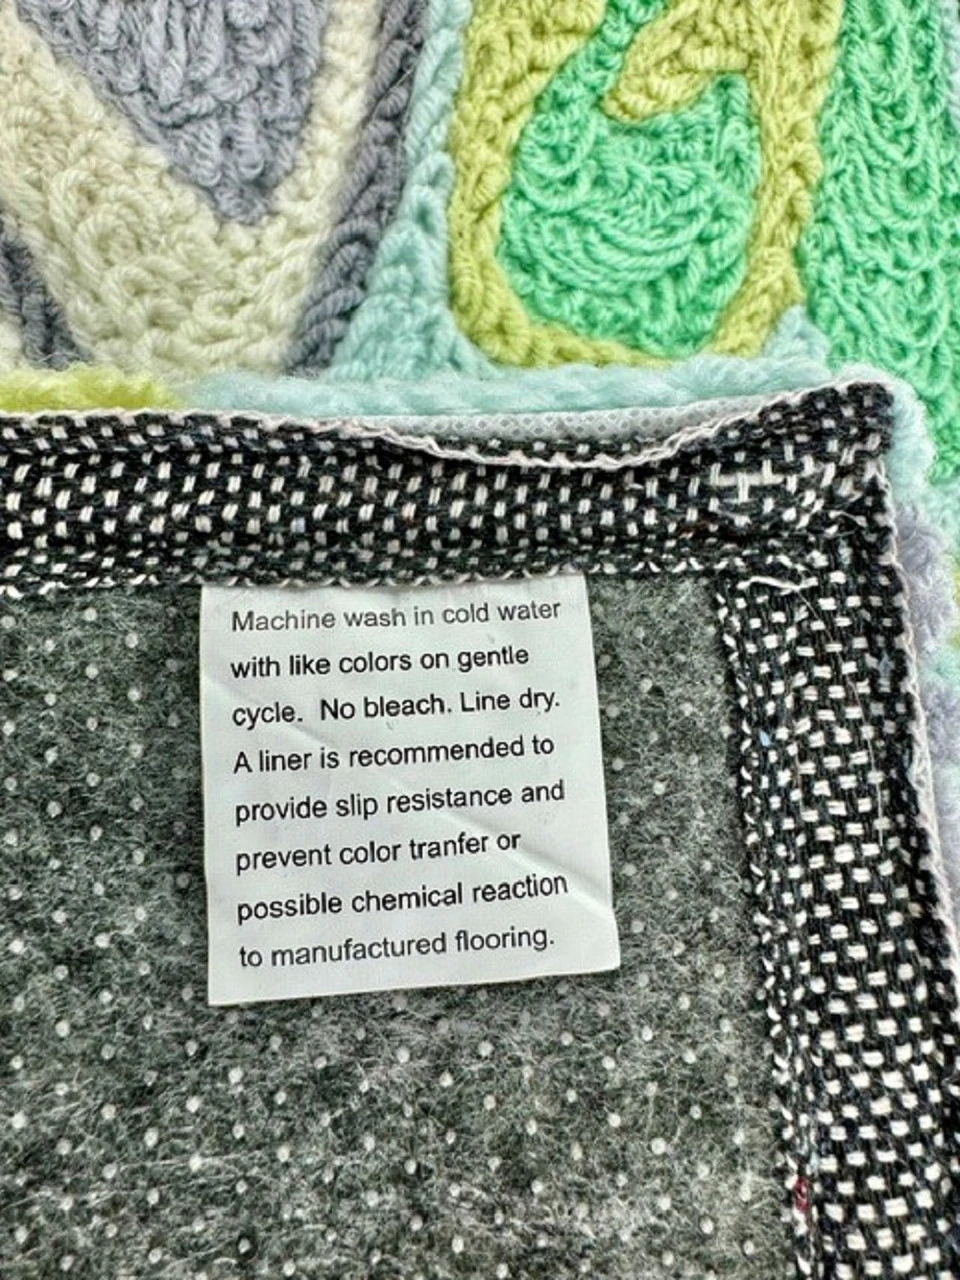 Machine wash in cold water
with like colors on gentle
cycle.  No bleach. Line dry.
A liner is recommended to
provide slip resistance and
prevent color tranfer or
possible chemical reaction
to manufactured flooring.